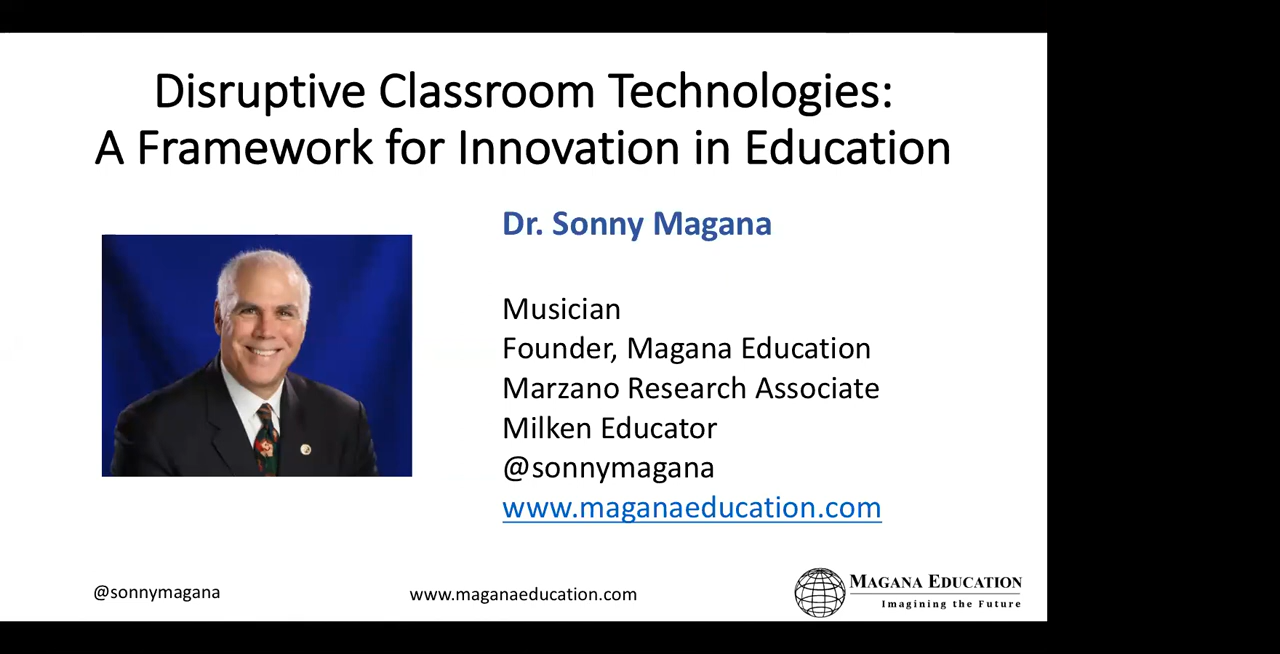 Disruptive Classroom Technologies:
A Framework for Innovation in Education
Dr. Sonny Magana
Musician
Founder, Magana Education
Marzano Research Associate
Milken Educator
@sonnymagana
www.maganaeducation.com
@sonnymagana
www.maganaeducation.com
MAGANA EDUCATION
Imagining the Future